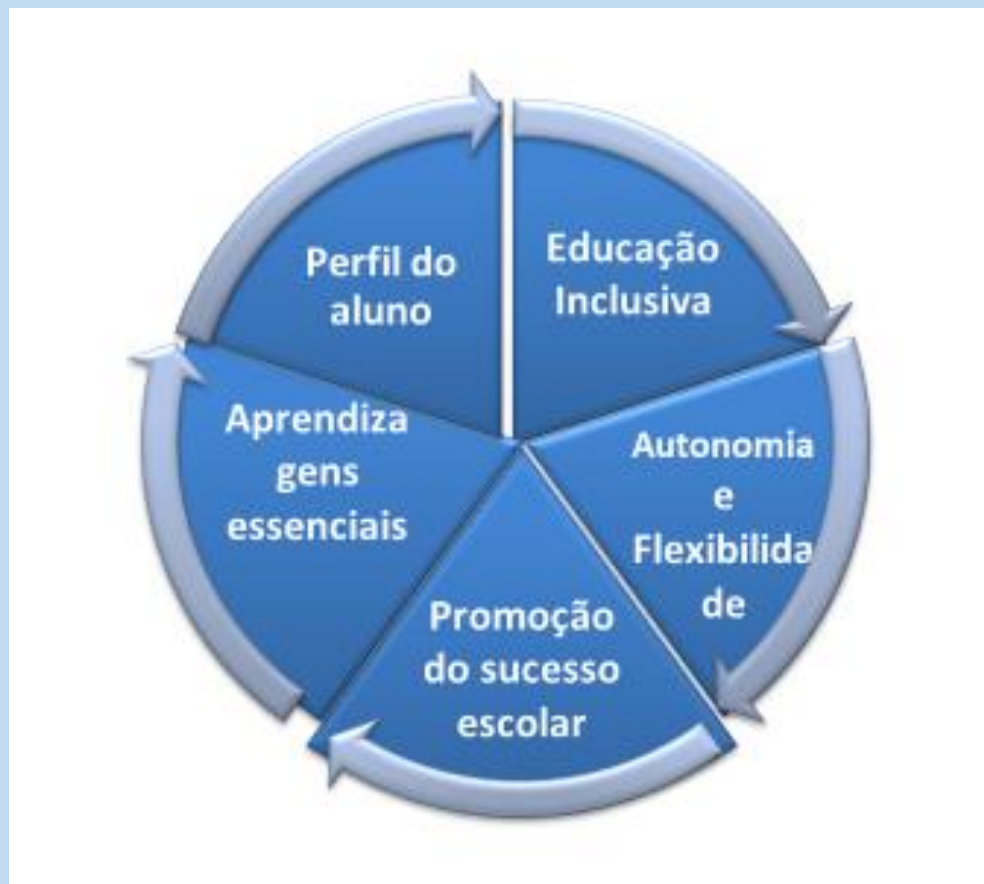 Perfil do
aluno
Educação
Inclusiva
Autonomia
e
Flexibilida
de
Promoção
do sucesso
escolar
Aprendiza
gens
essenciais